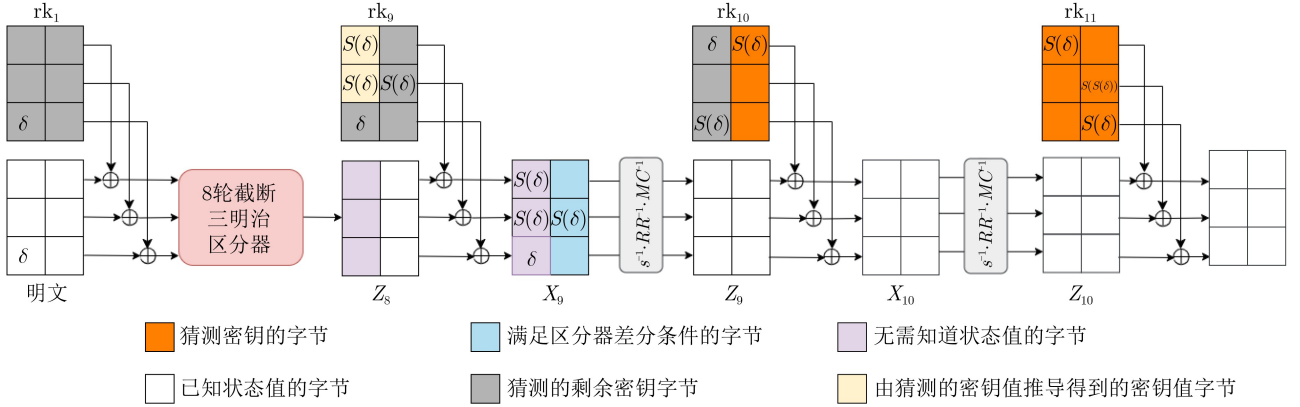 rk₁ rk₉ rk₁₀ rk₁₁
S(δ) δ S(δ) S(δ)
S(δ) S(δ) S(S(δ))
δ δ S(δ) S(δ)
S(δ)
8轮截断
三明治
区分器
S(δ) S(δ)
δ δ
s⁻¹·RR⁻¹·MC⁻¹
s⁻¹·RR⁻¹·MC⁻¹
明文 Z₈ X₉ Z₉ X₁₀ Z₁₀
猜测密钥的字节 满足区分器差分条件的字节 无需知道状态值的字节
已知状态值的字节 猜测的剩余密钥字节 由猜测的密钥值推导得到的密钥值字节